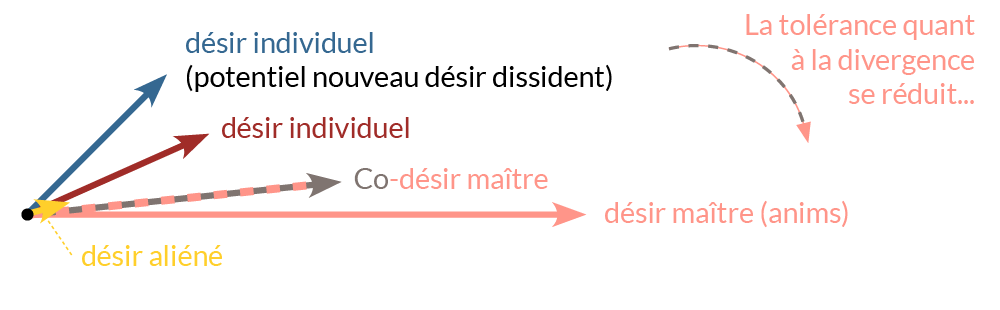 La tolérance quant
à la divergence
se réduit...
désir individuel
(potentiel nouveau désir dissident)
désir individuel
Co-désir maître
désir maître (anims)
désir aliéné